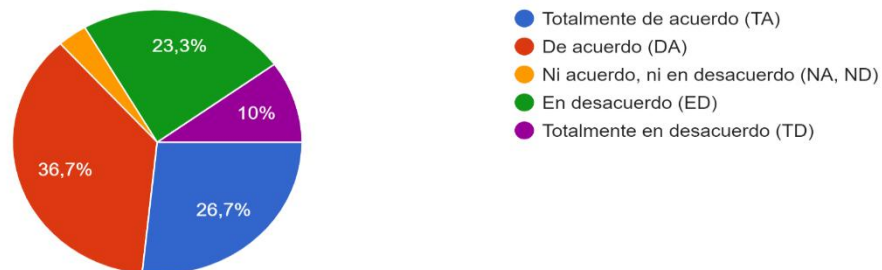 23,3%
10%
36,7%
26,7%
Totalmente de acuerdo (TA)
De acuerdo (DA)
Ni acuerdo, ni en desacuerdo (NA, ND)
En desacuerdo (ED)
Totalmente en desacuerdo (TD)